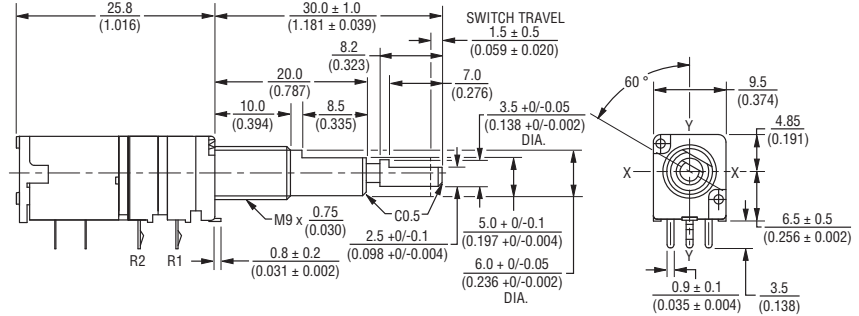 25.8
(1.016)
30.0 ± 1.0
(1.181 ± 0.039)
SWITCH TRAVEL
1.5 ± 0.5
(0.059 ± 0.020)
8.2
(0.323)
20.0
(0.787)
7.0
(0.276)
10.0
(0.394)
8.5
(0.335)
3.5 +0/-0.05
(0.138 +0/-0.002)
DIA.
60 °
9.5
(0.374)
4.85
(0.191)
Y
X
X
Y
M9 x 0.75
(0.030)
C0.5
R2
R1
0.8 ± 0.2
(0.031 ± 0.002)
2.5 +0/-0.1
(0.098 +0/-0.004)
5.0 +0/-0.1
(0.197 +0/-0.004)
6.0 + 0/-0.05
(0.236 +0/-0.002)
DIA.
6.5 ± 0.5
(0.256 ± 0.002)
0.9 ± 0.1
(0.035 ± 0.004)
3.5
(0.138)